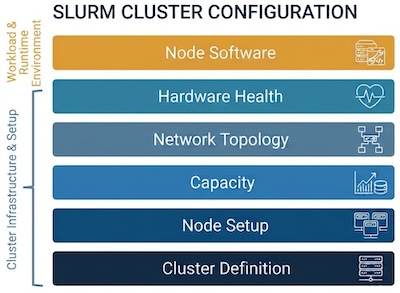 SLURM CLUSTER CONFIGURATION
Workload &
Runtime
Environment
Node Software
Cluster Infrastructure & Setup
Hardware Health
Network Topology
Capacity
Node Setup
Cluster Definition